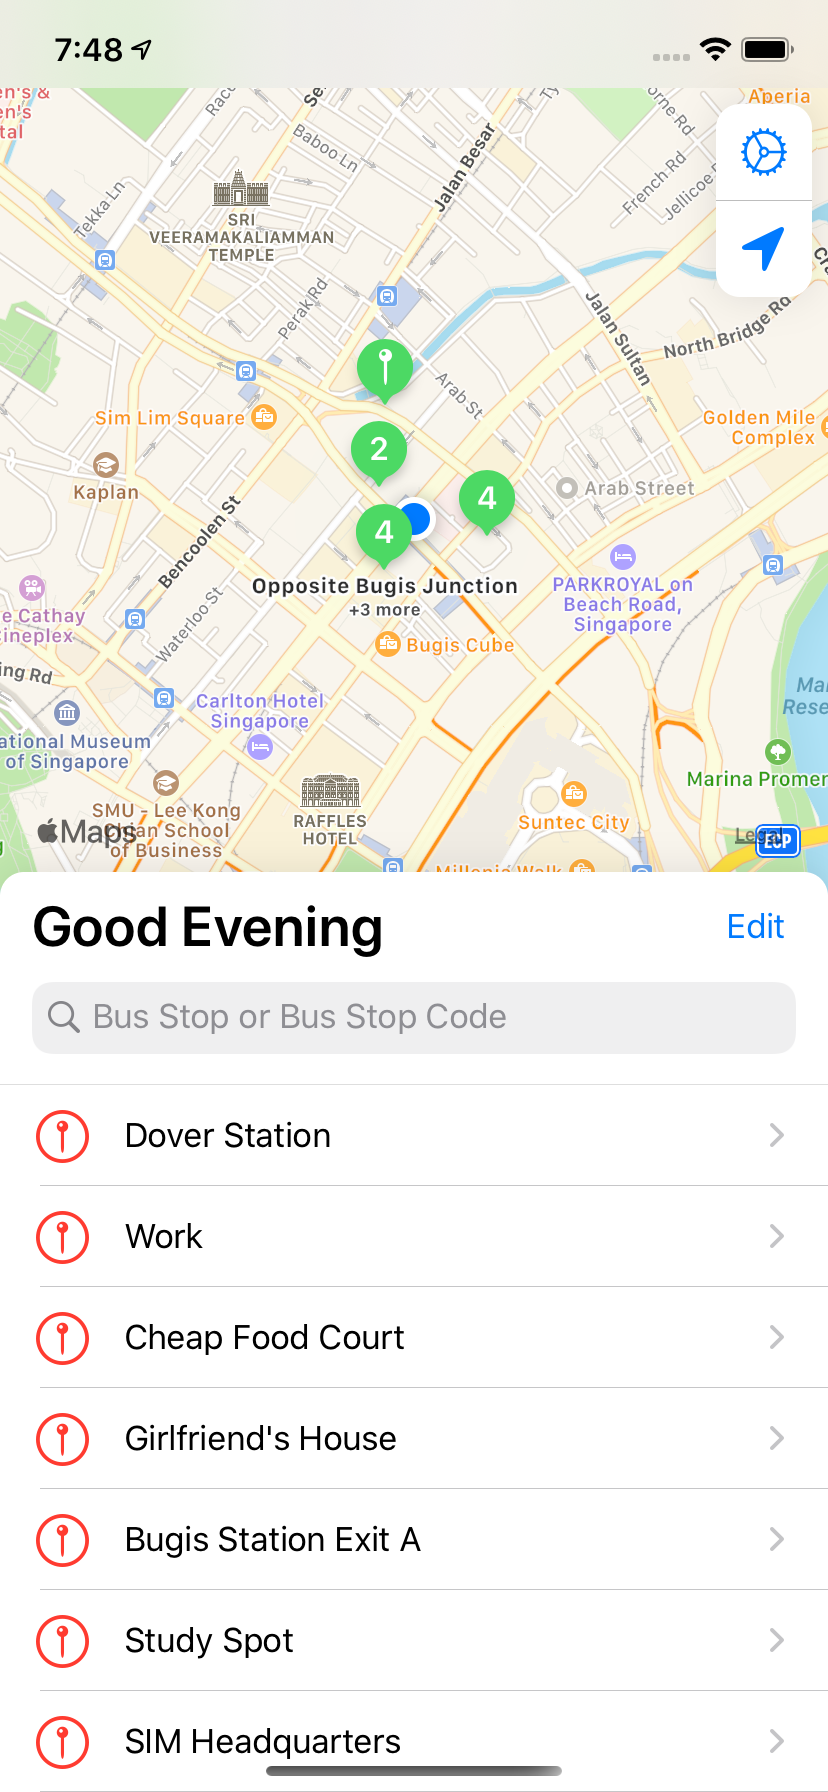 7:48
en's &
en's
tal
Race
Se
Ty
orne Rd
Aperia
Baboo Ln
Jalan Besar
French Rd
Jellicoe
Tekka Ln
SRI
VEERAMAKALIAMMAN
TEMPLE
Perak Rd
Jalan Sultan
North Bridge Rd
Arab St
Sim Lim Square
Golden Mile
Complex
2
Kaplan
4
Arab Street
4
Bencoolen St
Opposite Bugis Junction
+3 more
PARKROYAL on
Beach Road,
Singapore
e Cathay
ineplex
Waterloo St
Bugis Cube
ing Rd
Carlton Hotel
Singapore
Mar
Rese
ational Museum
of Singapore
Marina Promen
SMU - Lee Kong
Chian School
of Business
Maps
RAFFLES
HOTEL
Suntec City
Legal
ECP
Millenia Walk
Good Evening
Edit
Bus Stop or Bus Stop Code
Dover Station
Work
Cheap Food Court
Girlfriend's House
Bugis Station Exit A
Study Spot
SIM Headquarters